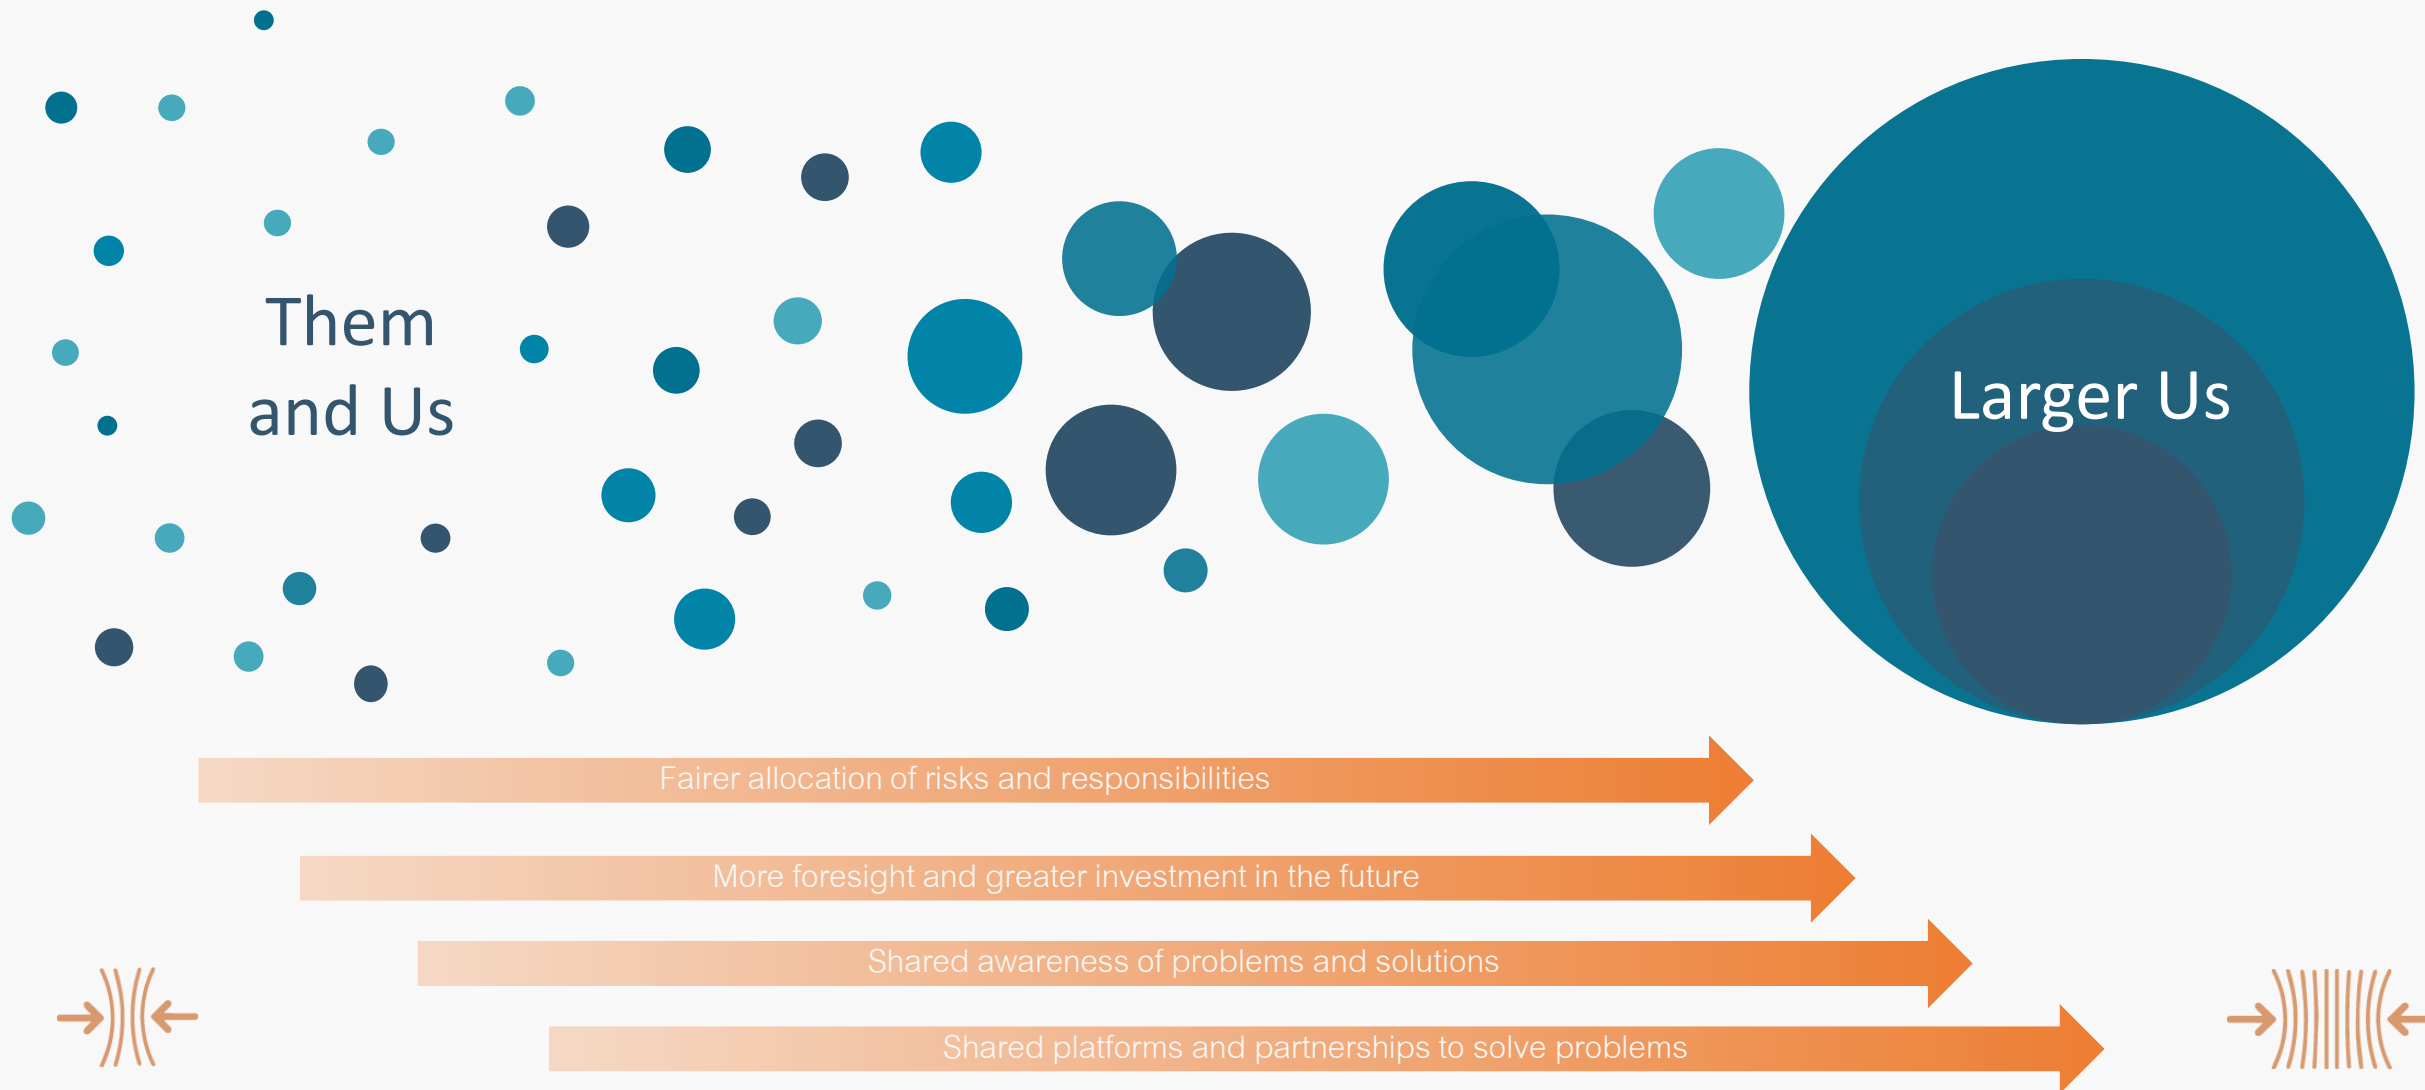 Them
and Us
Larger Us
Fairer allocation of risks and responsibilities
More foresight and greater investment in the future
Shared awareness of problems and solutions
Shared platforms and partnerships to solve problems